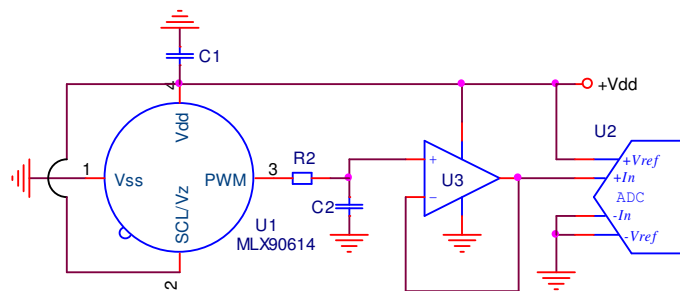 C1
4
Vdd
+Vdd
U2
1
Vss
PWM
3
R2
+
U3
-
+Vref
+In
ADC
-In
-Vref
SCL/Vz
C2
U1
MLX90614
2